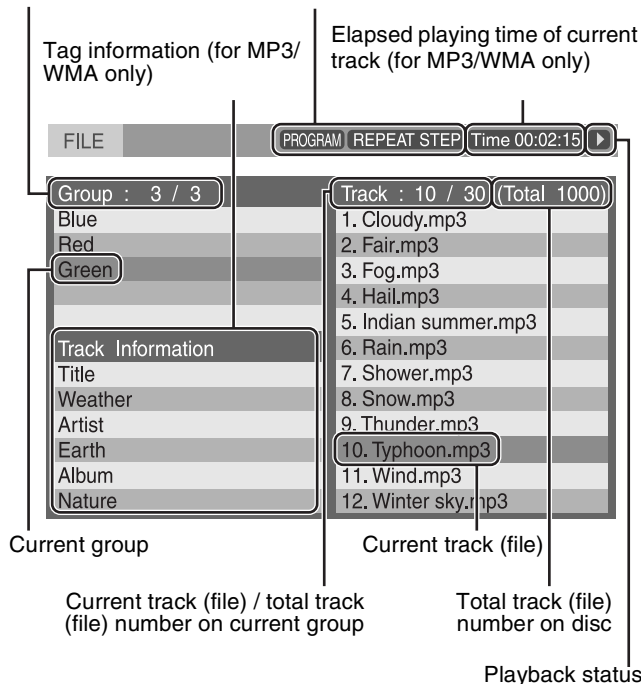 Tag information (for MP3/
WMA only)
Elapsed playing time of current
track (for MP3/WMA only)
FILE
PROGRAM REPEAT STEP Time 00:02:15
Group : 3 / 3
Blue
Red
Green
Track Information
Title
Weather
Artist
Earth
Album
Nature
Track : 10 / 30 (Total 1000)
1. Cloudy.mp3
2. Fair.mp3
3. Fog.mp3
4. Hail.mp3
5. Indian summer.mp3
6. Rain.mp3
7. Shower.mp3
8. Snow.mp3
9. Thunder.mp3
10. Typhoon.mp3
11. Wind.mp3
12. Winter sky.mp3
Current group
Current track (file)
Current track (file) / total track
(file) number on current group
Total track (file)
number on disc
Playback status